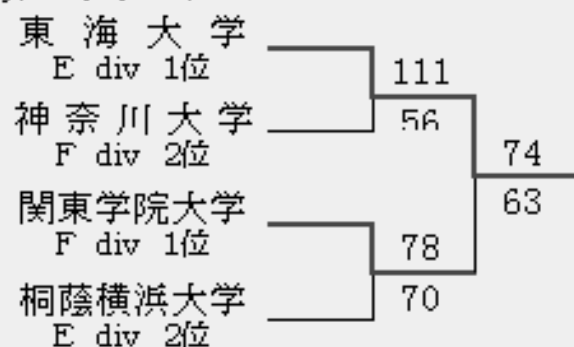 東海大学
E div 1位
111
神奈川大学
56
F div 2位
74
63
関東学院大学
F div 1位
78
桐蔭横浜大学
70
E div 2位